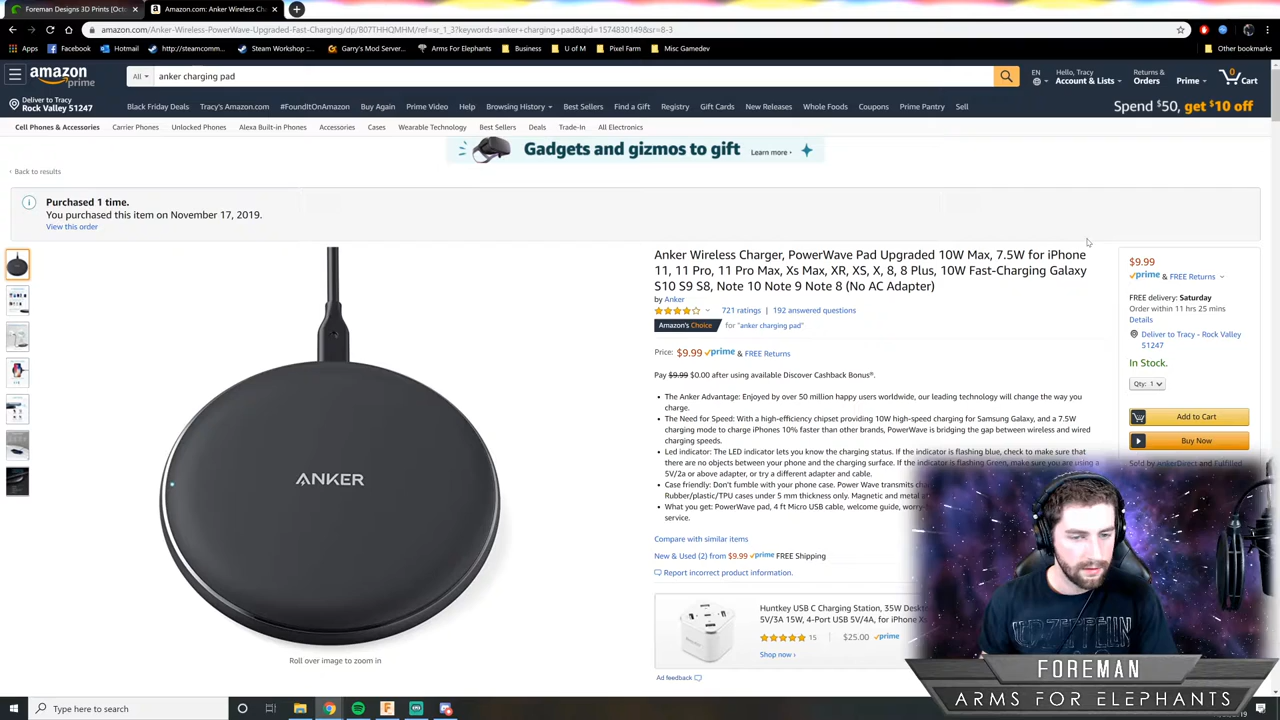 Foreman Designs 3D Prints (Octo
Amazon.com: Anker Wireless Ch
amazon.com/Anker-Wireless-PowerWave-Upgraded-Fast-Charging/dp/B07THHQMHM/ref=sr_1_3?keywords=anker+charging+pad&qid=1574830149&sr=8-3
Apps Facebook Hotmail http://steamcomm... Steam Workshop ::... Garry's Mod Server... Arms For Elephants Business U of M Pixel Farm Misc Gamedev Other bookmarks
amazon prime
All anker charging pad
EN
Hello, Tracy
Account & Lists
Returns & Orders
Prime
0 Cart
Deliver to Tracy
Rock Valley 51247
Black Friday Deals Tracy's Amazon.com #FoundItOnAmazon Buy Again Prime Video Help Browsing History Best Sellers Find a Gift Registry Gift Cards New Releases Whole Foods Coupons Prime Pantry Sell
Spend $50, get $10 off
Cell Phones & Accessories Carrier Phones Unlocked Phones Alexa Built-in Phones Accessories Cases Wearable Technology Best Sellers Deals Trade-In All Electronics
Gadgets and gizmos to gift Learn more ›
‹ Back to results
Purchased 1 time.
You purchased this item on November 17, 2019.
View this order
ANKER
Roll over image to zoom in
Anker Wireless Charger, PowerWave Pad Upgraded 10W Max, 7.5W for iPhone
11, 11 Pro, 11 Pro Max, Xs Max, XR, XS, X, 8, 8 Plus, 10W Fast-Charging Galaxy
S10 S9 S8, Note 10 Note 9 Note 8 (No AC Adapter)
by Anker
721 ratings | 192 answered questions
Amazon's Choice for "anker charging pad"
Price: $9.99 prime & FREE Returns
Pay $9.99 $0.00 after using available Discover Cashback Bonus®.
The Anker Advantage: Enjoyed by over 50 million happy users worldwide, our leading technology will change the way you
charge.
The Need for Speed: With a high-efficiency chipset providing 10W high-speed charging for Samsung Galaxy, and a 7.5W
charging mode to charge iPhones 10% faster than other brands, PowerWave is bridging the gap between wireless and wired
charging speeds.
Led indicator: The LED indicator lets you know the charging status. If the indicator is flashing blue, check to make sure that
there are no objects between your phone and the charging surface. If the indicator is flashing Green, make sure you are using a
5V/2a or above adapter, or try a different adapter and cable.
Case friendly: Don't fumble with your phone case. Power Wave transmits
Rubber/plastic/TPU cases under 5 mm thickness only. Magnetic and metal
What you get: PowerWave pad, 4 ft Micro USB cable, welcome guide, worry-
service.
Compare with similar items
New & Used (2) from $9.99 prime FREE Shipping
Report incorrect product information.
Huntkey USB C Charging Station, 35W Desk
5V/3A 15W, 4-Port USB 5V/4A, for iPhone Xs
15 | $25.00 prime
Shop now ›
Ad feedback
$9.99
prime & FREE Returns
FREE delivery: Saturday
Order within 11 hrs 25 mins
Details
Deliver to Tracy - Rock Valley
51247
In Stock.
Qty: 1
Add to Cart
Buy Now
Sold by AnkerDirect and Fulfilled
LED ZEPPELIN
FOREMAN
ARMS FOR ELEPHANTS
Type here to search